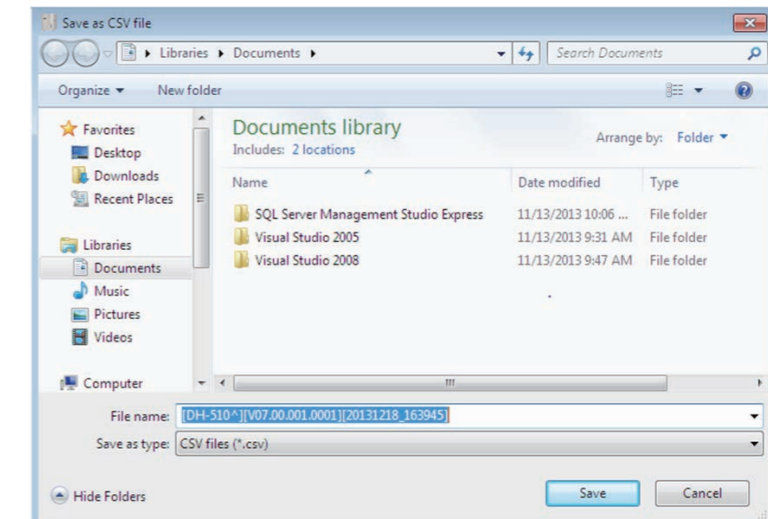 Save as CSV file
Libraries Documents Search Documents
Organize New folder
Favorites
Desktop
Downloads
Recent Places
Libraries
Documents
Music
Pictures
Videos
Computer
Documents library
Includes: 2 locations
Arrange by: Folder
Name Date modified Type
SQL Server Management Studio Express 11/13/2013 10:06 ... File folder
Visual Studio 2005 11/13/2013 9:31 AM File folder
Visual Studio 2008 11/13/2013 9:47 AM File folder
File name: [DH-510^][V07.00.001.0001][20131218_163945]
Save as type: CSV files (*.csv)
Hide Folders Save Cancel